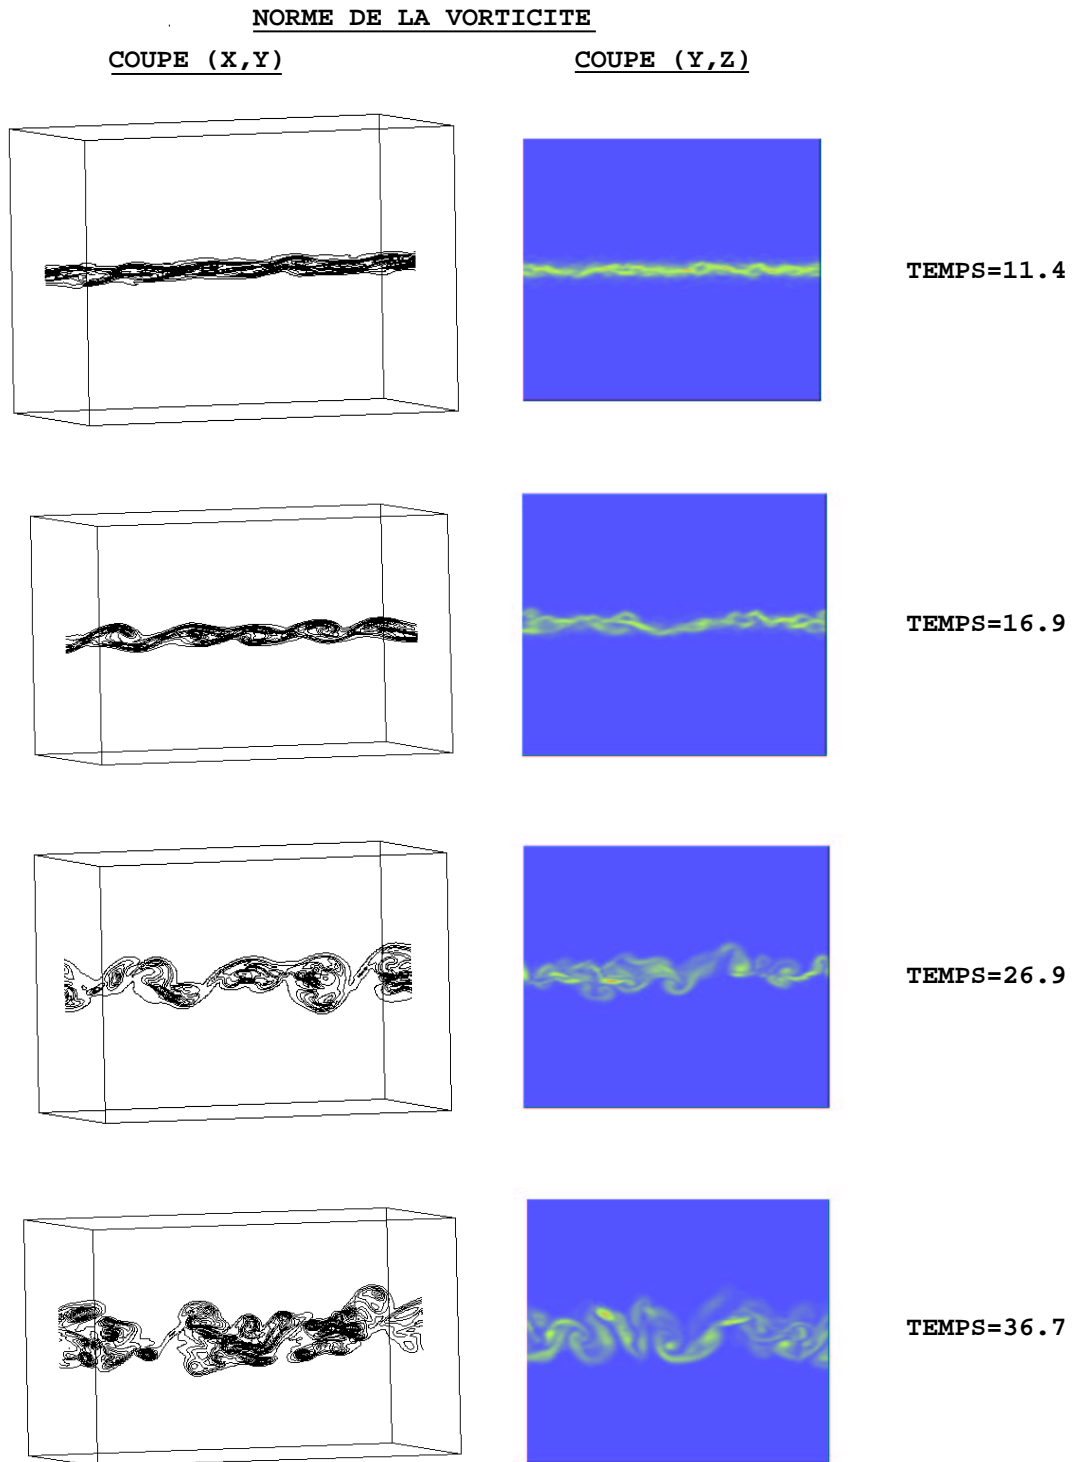 NORME DE LA VORTICITE
COUPE (X,Y)
COUPE (Y,Z)
TEMPS=11.4
TEMPS=16.9
TEMPS=26.9
TEMPS=36.7